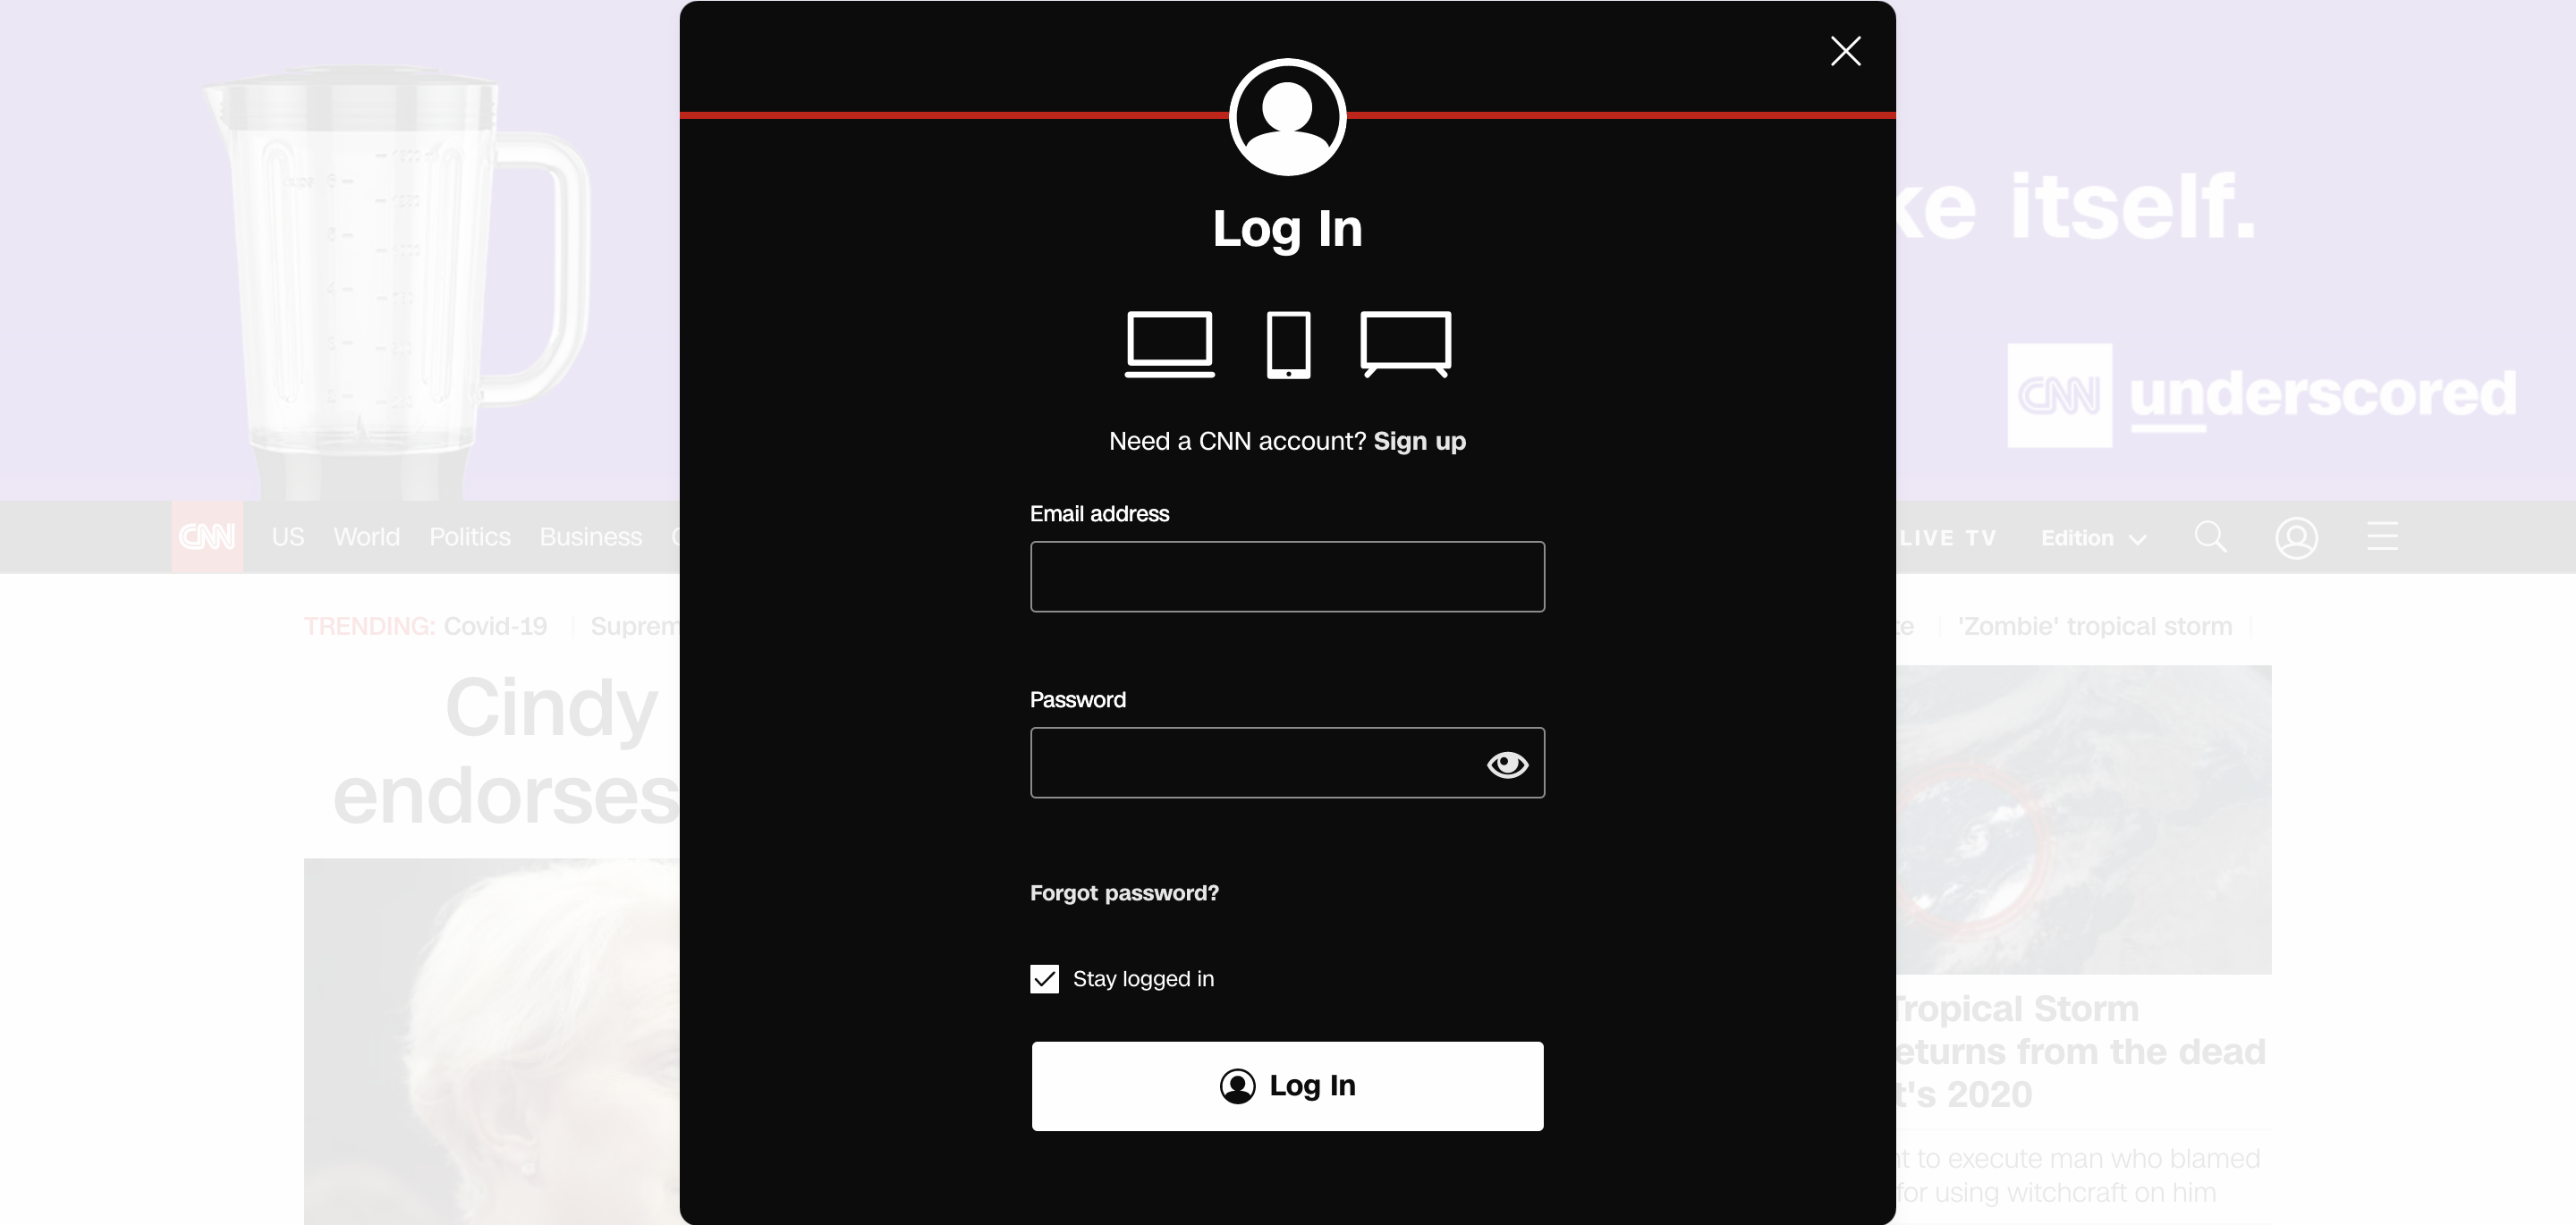 ke itself.
CNN underscored
Log In
Need a CNN account? Sign up
Email address
Password
Forgot password?
Stay logged in
Log In
CNN US World Politics Business
LIVE TV Edition
TRENDING: Covid-19 Suprem
te 'Zombie' tropical storm
Cindy
endorses
Tropical Storm
eturns from the dead
t's 2020
nt to execute man who blamed
for using witchcraft on him